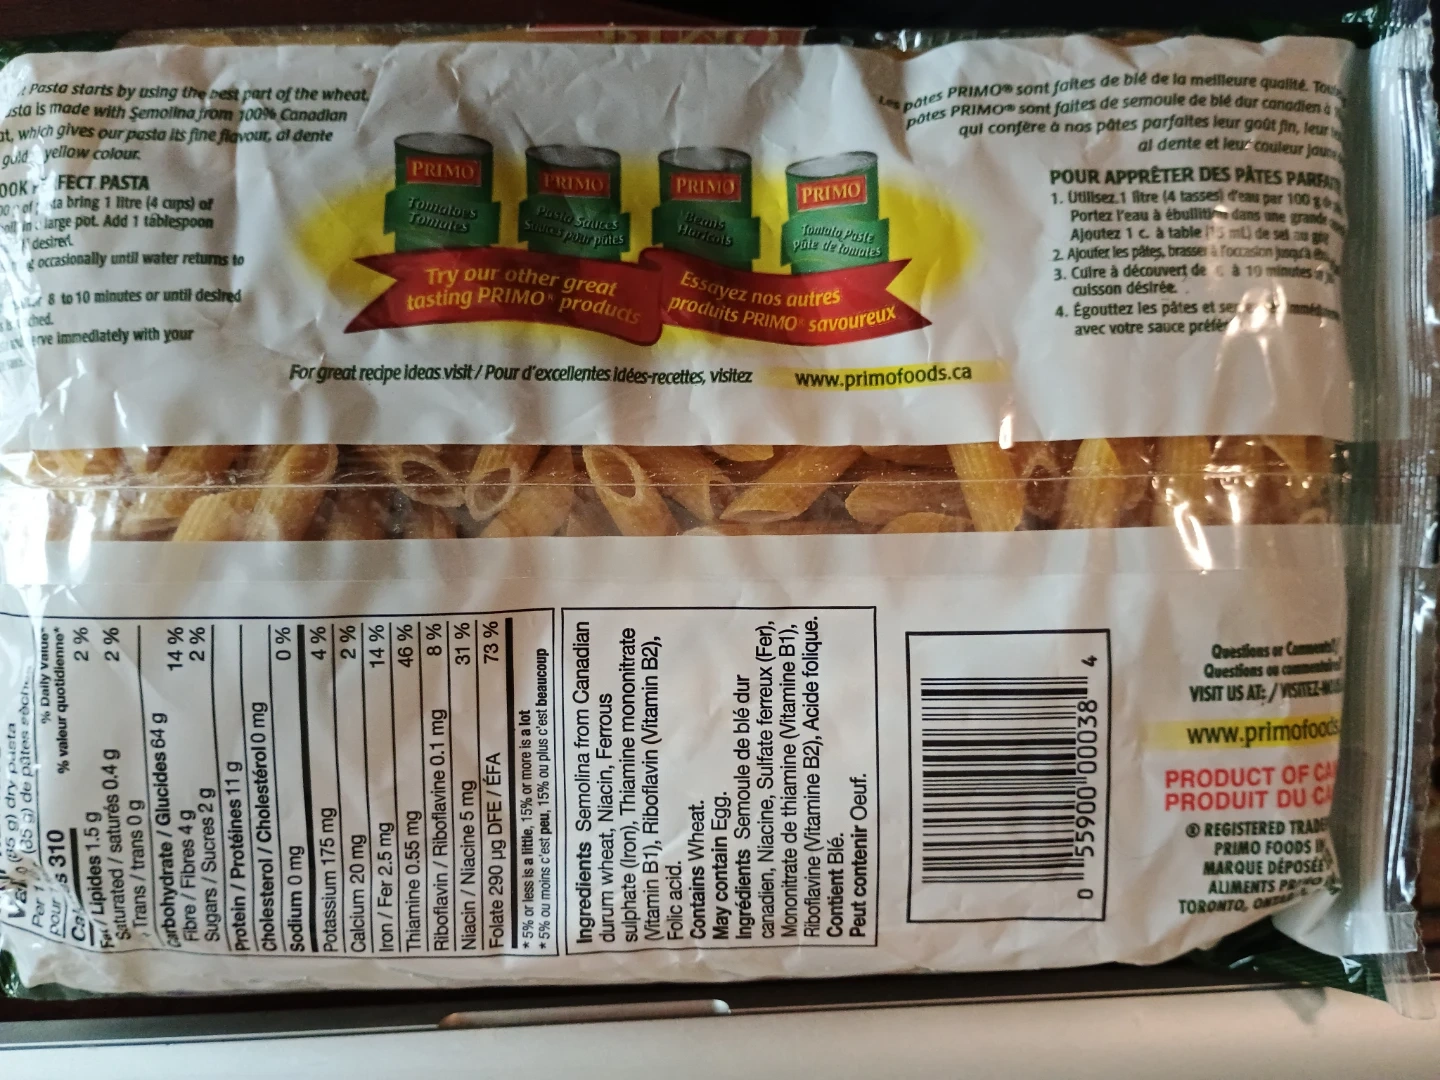 Pasta starts by using the best part of the wheat.
is made with Semolina from 100% Canadian
which gives our pasta its fine flavour, al dente
yellow colour.
PASTA
bring 1 litre (4 cups) of
large pot. Add 1 tablespoon
desired.
occasionally until water returns to
8 to 10 minutes or until desired
immediately with your
PRIMO
Tomatoes
Tomates
PRIMO
Pasta Sauces
Sauces pour pâtes
PRIMO
Beans
Haricots
PRIMO
Tomato Paste
Pâte de tomates
Try our other great
tasting PRIMO® products
Essayez nos autres
produits PRIMO® savoureux
For great recipe ideas visit / Pour d'excellentes idées-recettes, visitez www.primofoods.ca
Les pâtes PRIMO® sont faites de blé de la meilleure qualité.
pâtes PRIMO® sont faites de semoule de blé dur canadien à
qui confère à nos pâtes parfaites leur goût fin, leur
al dente et leur couleur
POUR APPRÊTER DES PÂTES
1. Utilisez 1 litre (4 tasses) d'eau par 100 g
Portez l'eau à ébullition dans une grande
Ajoutez 1 c. à table (15 mL) de sel
2. Ajouter les pâtes, brasser à l'occasion jusqu'à
3. Cuire à découvert de à 10 minutes
cuisson désirée.
4. Égouttez les pâtes et
avec votre sauce
(85 g) dry pasta
(85 g) de pâtes sèches
310
% Daily Value*
% valeur quotidienne*
Fat / Lipides 1.5 g 2 %
Saturated / saturés 0.4 g 2 %
Trans / trans 0 g
Carbohydrate / Glucides 64 g
Fibre / Fibres 4 g 14 %
Sugars / Sucres 2 g 2 %
Protein / Protéines 11 g
Cholesterol / Cholestérol 0 mg
Sodium 0 mg 0 %
Potassium 175 mg 4 %
Calcium 20 mg 2 %
Iron / Fer 2.5 mg 14 %
Thiamine 0.55 mg 46 %
Riboflavin / Riboflavine 0.1 mg 8 %
Niacin / Niacine 5 mg 31 %
Folate 290 µg DFE / ÉFA 73 %
* 5% or less is a little, 15% or more is a lot
* 5% ou moins c'est peu, 15% ou plus c'est beaucoup
Ingredients Semolina from Canadian
durum wheat, Niacin, Ferrous
sulphate (Iron), Thiamine mononitrate
(Vitamin B1), Riboflavin (Vitamin B2),
Folic acid.
Contains Wheat.
May contain Egg.
Ingrédients Semoule de blé dur
canadien, Niacine, Sulfate ferreux (Fer),
Mononitrate de thiamine (Vitamine B1),
Riboflavine (Vitamine B2), Acide folique.
Contient Blé.
Peut contenir Oeuf.
0 55900 00038 4
Questions or Comments?
Questions ou
VISIT US AT: /
www.primofoods
PRODUCT OF
PRODUIT DU
® REGISTERED
PRIMO FOODS
MARQUE DÉPOSÉE
ALIMENTS
TORONTO,